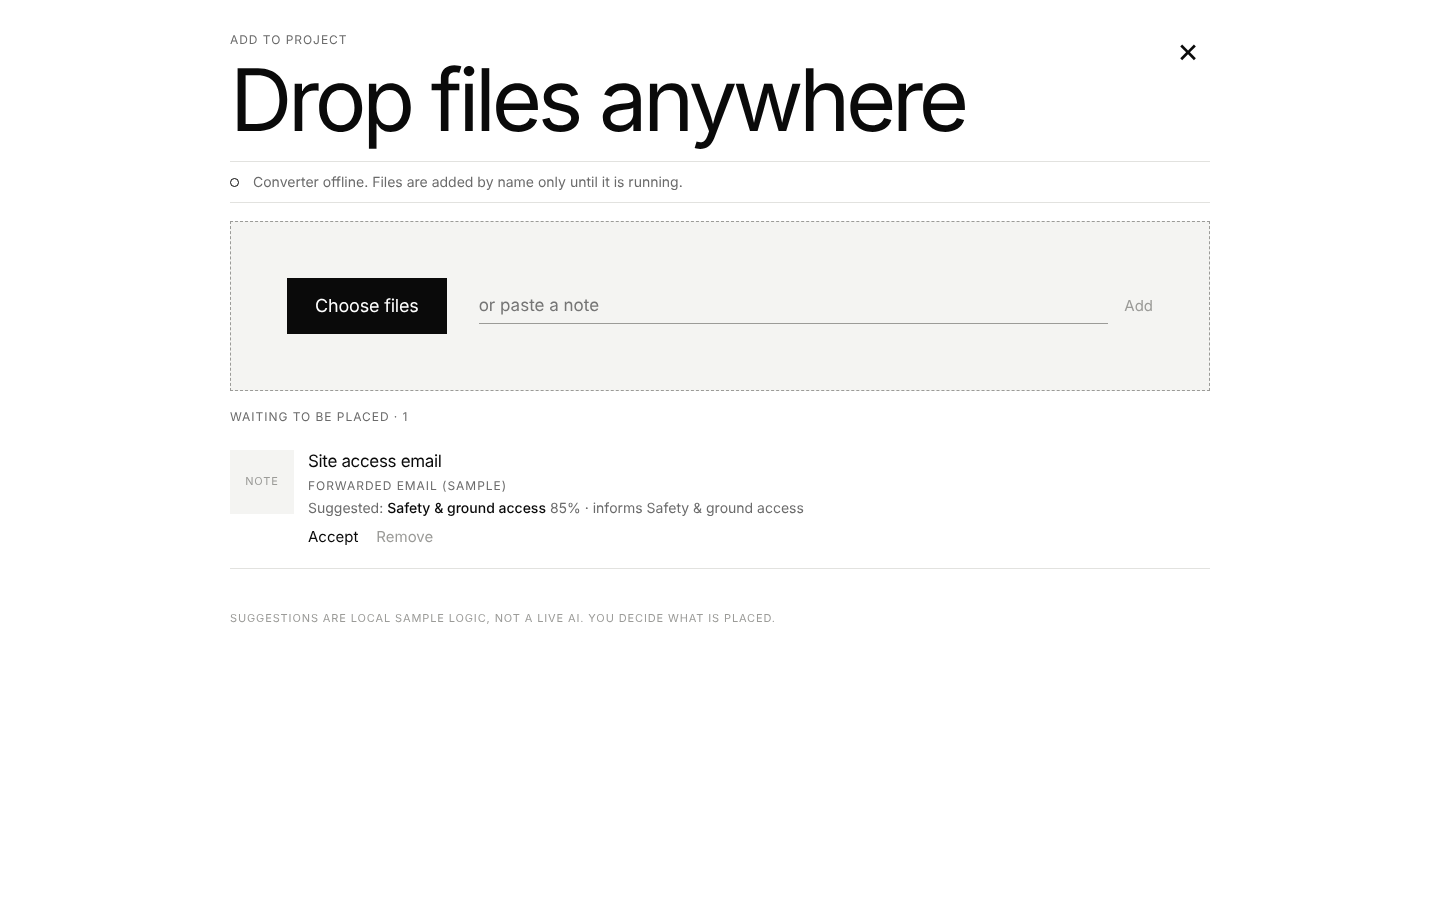 ADD TO PROJECT
Drop files anywhere
Converter offline. Files are added by name only until it is running.
Choose files
or paste a note
Add
WAITING TO BE PLACED · 1
NOTE
Site access email
FORWARDED EMAIL (SAMPLE)
Suggested: Safety & ground access 85% · informs Safety & ground access
Accept Remove
SUGGESTIONS ARE LOCAL SAMPLE LOGIC, NOT A LIVE AI. YOU DECIDE WHAT IS PLACED.